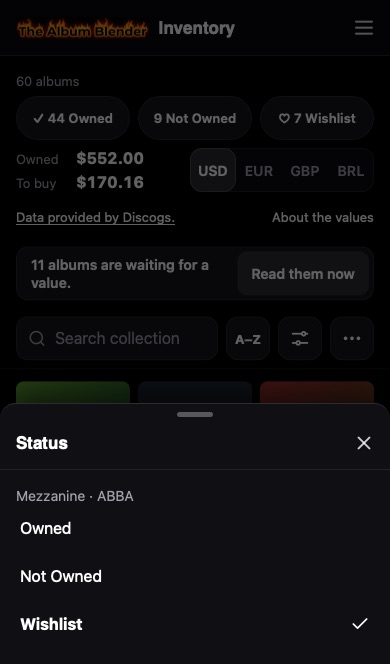 The Album Blender Inventory
60 albums
✓ 44 Owned
9 Not Owned
♡ 7 Wishlist
Owned $552.00
To buy $170.16
USD EUR GBP BRL
Data provided by Discogs.
About the values
11 albums are waiting for a
value.
Read them now
Search collection
A–Z
Status
Mezzanine · ABBA
Owned
Not Owned
Wishlist